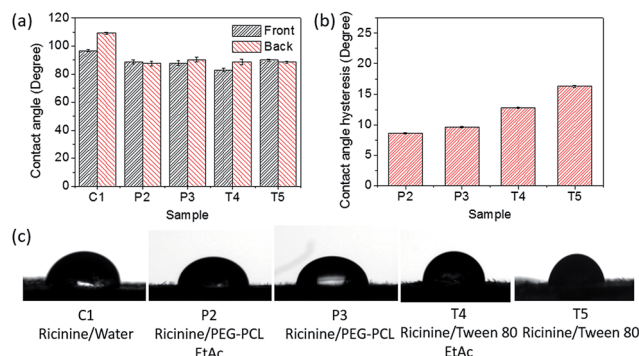 (a)
Contact angle (Degree)
120
100
80
60
40
20
0
Front
Back
C1 P2 P3 T4 T5
Sample
(b)
Contact angle hysteresis (Degree)
25
20
15
10
5
0
P2 P3 T4 T5
Sample
(c)
C1 P2 P3 T4 T5
Ricinine/Water Ricinine/PEG-PCL Ricinine/PEG-PCL Ricinine/Tween 80 Ricinine/Tween 80
EtAc EtAc